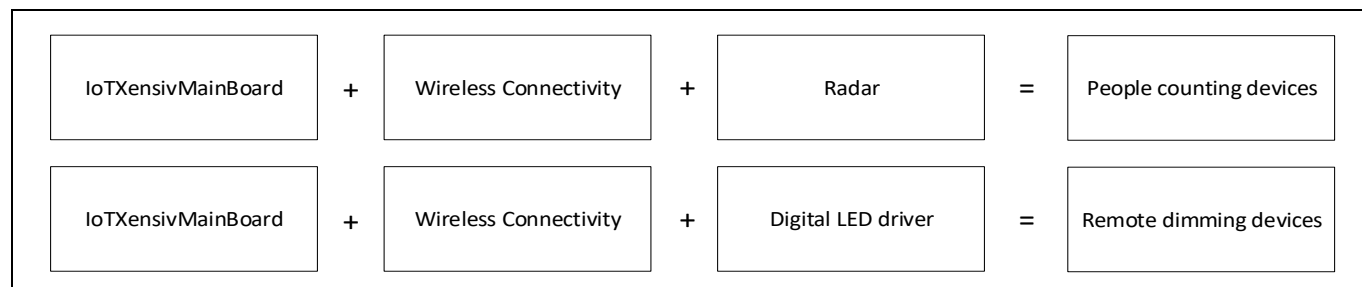 IoTXensivMainBoard + Wireless Connectivity + Radar = People counting devices
IoTXensivMainBoard + Wireless Connectivity + Digital LED driver = Remote dimming devices